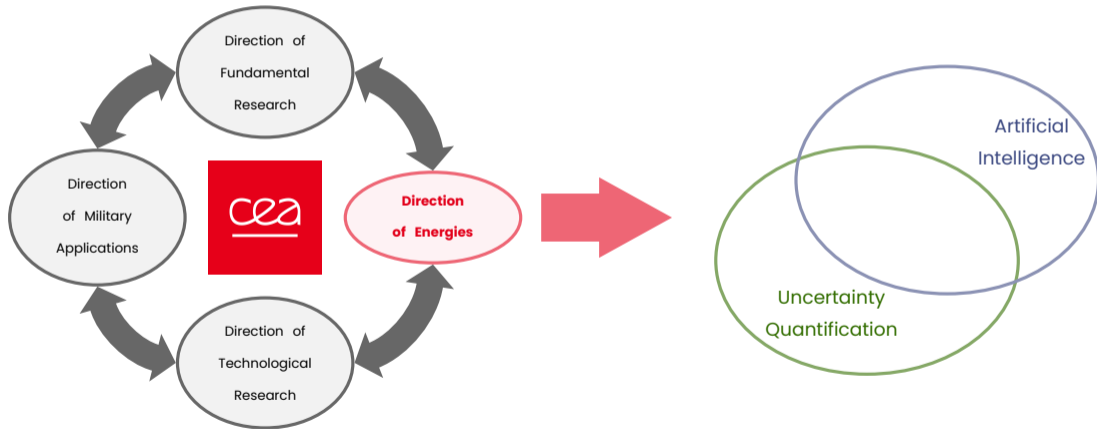 Direction of
Fundamental
Research
Direction
of Military
Applications
cea
Direction
of Energies
Direction of
Technological
Research
Artificial
Intelligence
Uncertainty
Quantification